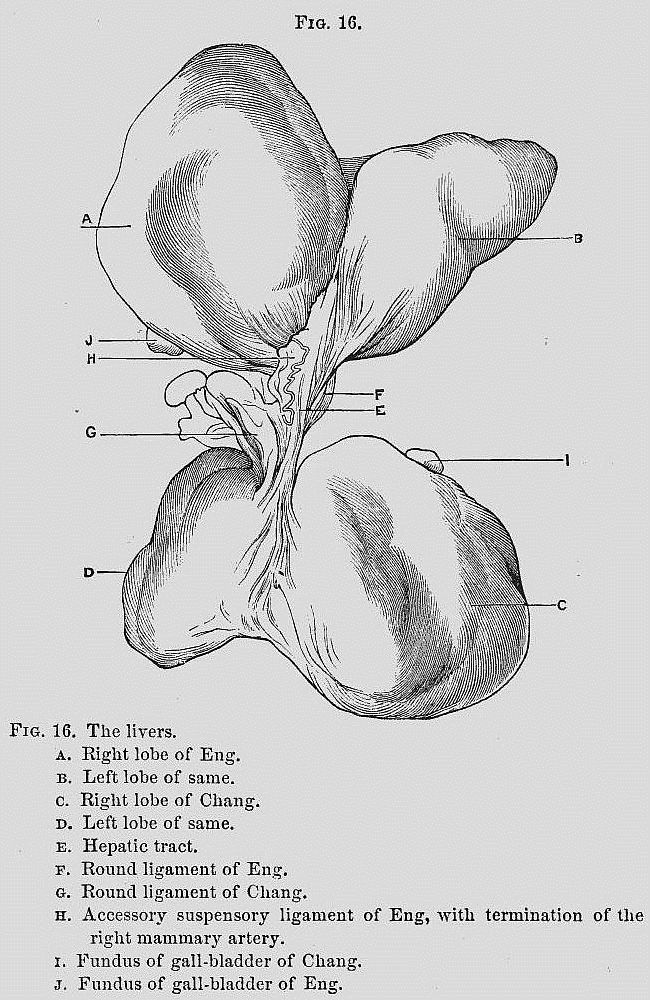 FIG. 16.
A
B
J
H
F
E
G
I
D
C
FIG. 16. The livers.
A. Right lobe of Eng.
B. Left lobe of same.
C. Right lobe of Chang.
D. Left lobe of same.
E. Hepatic tract.
F. Round ligament of Eng.
G. Round ligament of Chang.
H. Accessory suspensory ligament of Eng, with termination of the
right mammary artery.
I. Fundus of gall-bladder of Chang.
J. Fundus of gall-bladder of Eng.